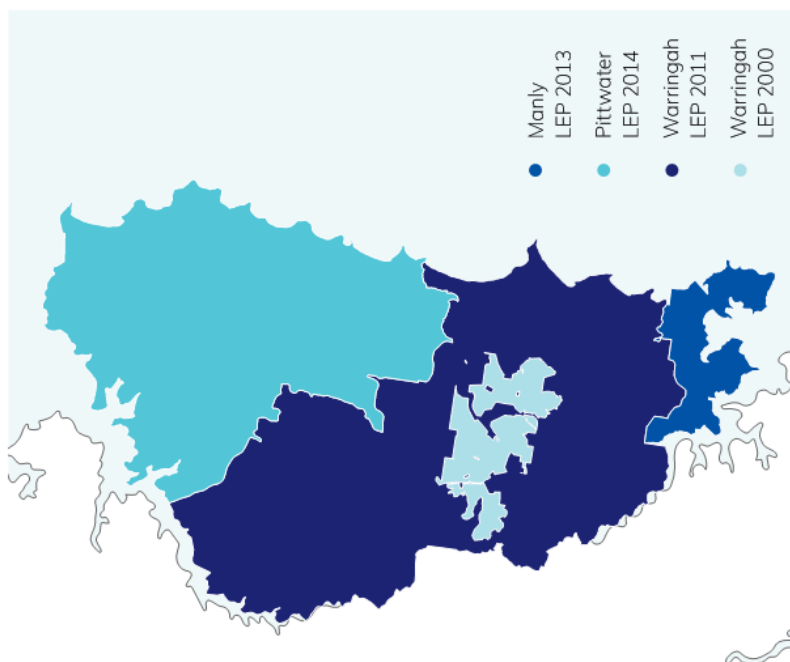 Manly
LEP 2013
Pittwater
LEP 2014
Warringah
LEP 2011
Warringah
LEP 2000